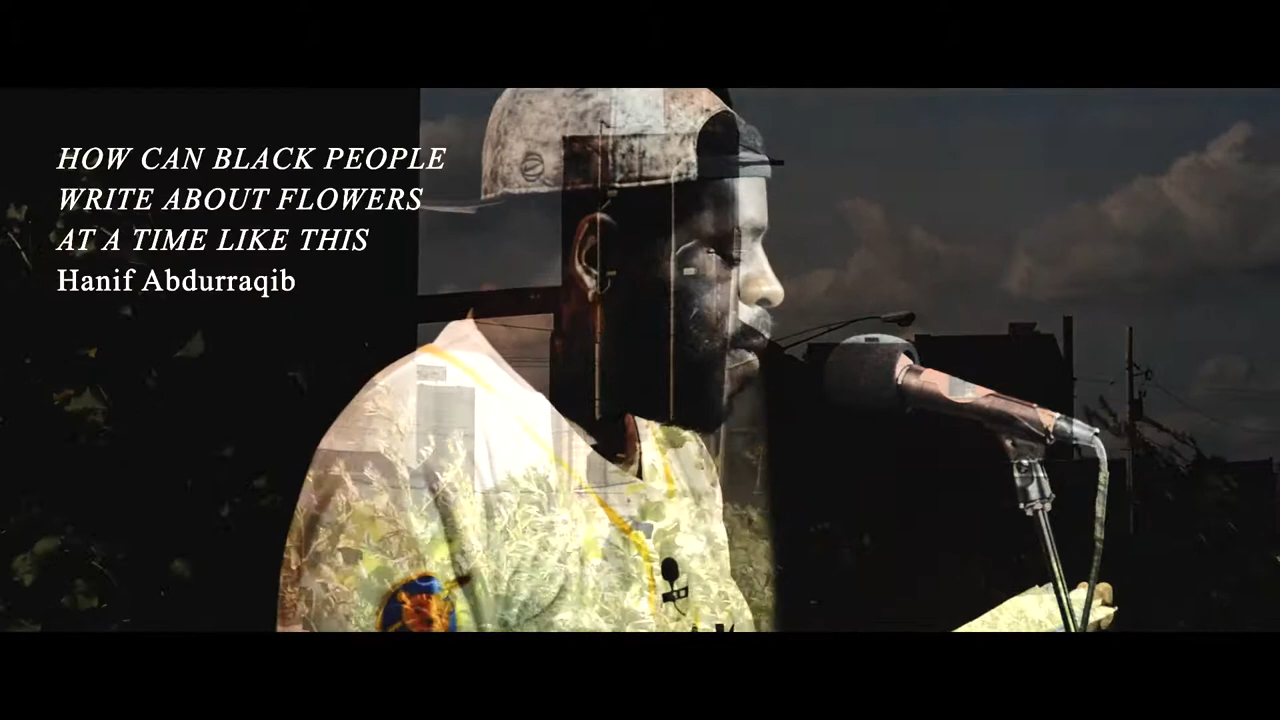 HOW CAN BLACK PEOPLE
WRITE ABOUT FLOWERS
AT A TIME LIKE THIS
Hanif Abdurraqib